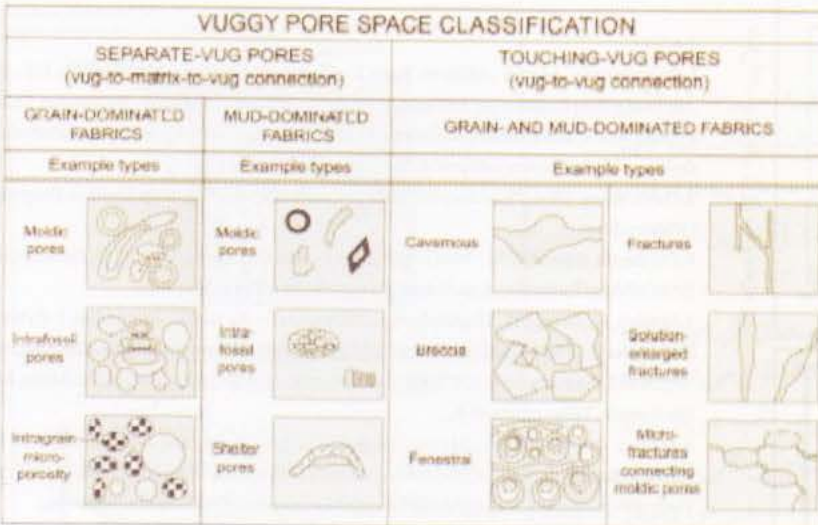 VUGGY PORE SPACE CLASSIFICATION
SEPARATE-VUG PORES
(vug-to-matrix-to-vug connection)
TOUCHING-VUG PORES
(vug-to-vug connection)
GRAIN-DOMINATED
FABRICS
MUD-DOMINATED
FABRICS
GRAIN- AND MUD-DOMINATED FABRICS
Example types
Example types
Example types
Moldic
pores
Moldic
pores
Cavernous
Fractures
Intrafossil
pores
Intra-
fossil
pores
Breccia
Solution-
enlarged
fractures
Intragrain
micro-
porosity
Shelter
pores
Fenestral
Micro-
fractures
connecting
moldic pores